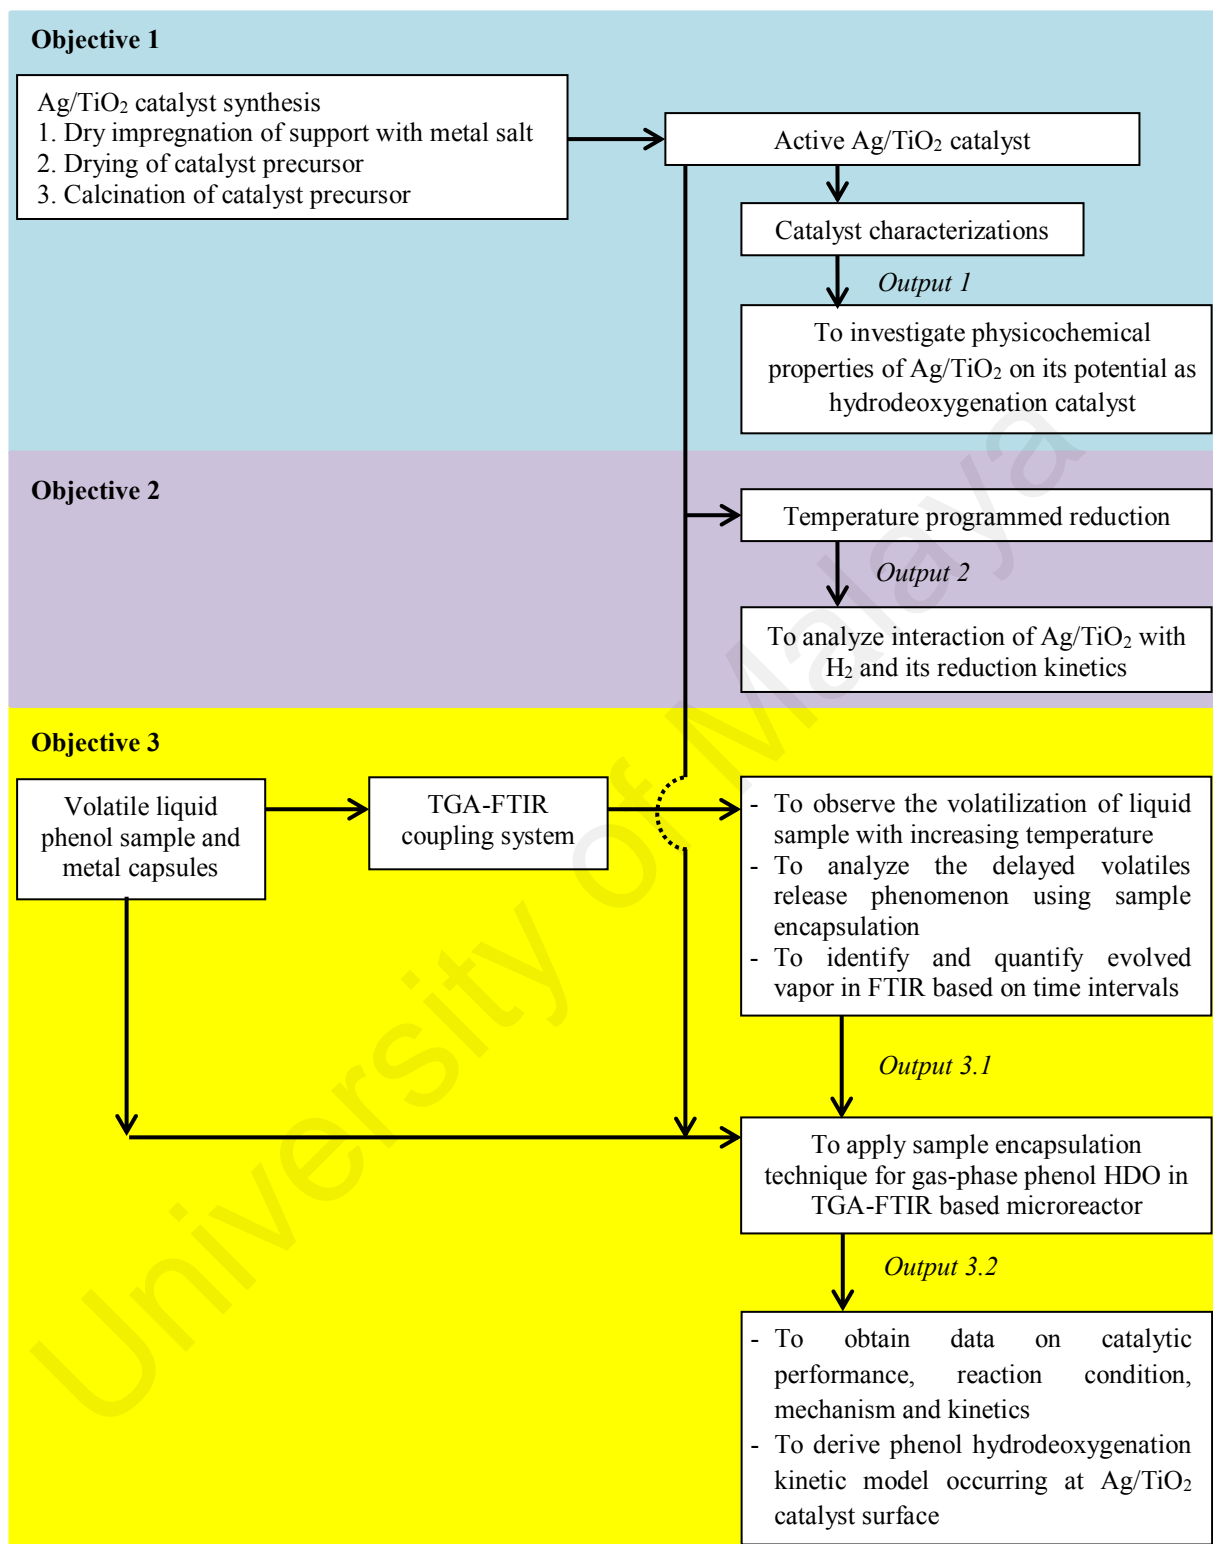 Objective 1
Ag/TiO₂ catalyst synthesis
1. Dry impregnation of support with metal salt
2. Drying of catalyst precursor
3. Calcination of catalyst precursor
Active Ag/TiO₂ catalyst
Catalyst characterizations
Output 1
To investigate physicochemical
properties of Ag/TiO₂ on its potential as
hydrodeoxygenation catalyst
Objective 2
Temperature programmed reduction
Output 2
To analyze interaction of Ag/TiO₂ with
H₂ and its reduction kinetics
Objective 3
Volatile liquid
phenol sample and
metal capsules
TGA-FTIR
coupling system
- To observe the volatilization of liquid
sample with increasing temperature
- To analyze the delayed volatiles
release phenomenon using sample
encapsulation
- To identify and quantify evolved
vapor in FTIR based on time intervals
Output 3.1
To apply sample encapsulation
technique for gas-phase phenol HDO in
TGA-FTIR based microreactor
Output 3.2
- To obtain data on catalytic
performance, reaction condition,
mechanism and kinetics
- To derive phenol hydrodeoxygenation
kinetic model occurring at Ag/TiO₂
catalyst surface
University of Malaya